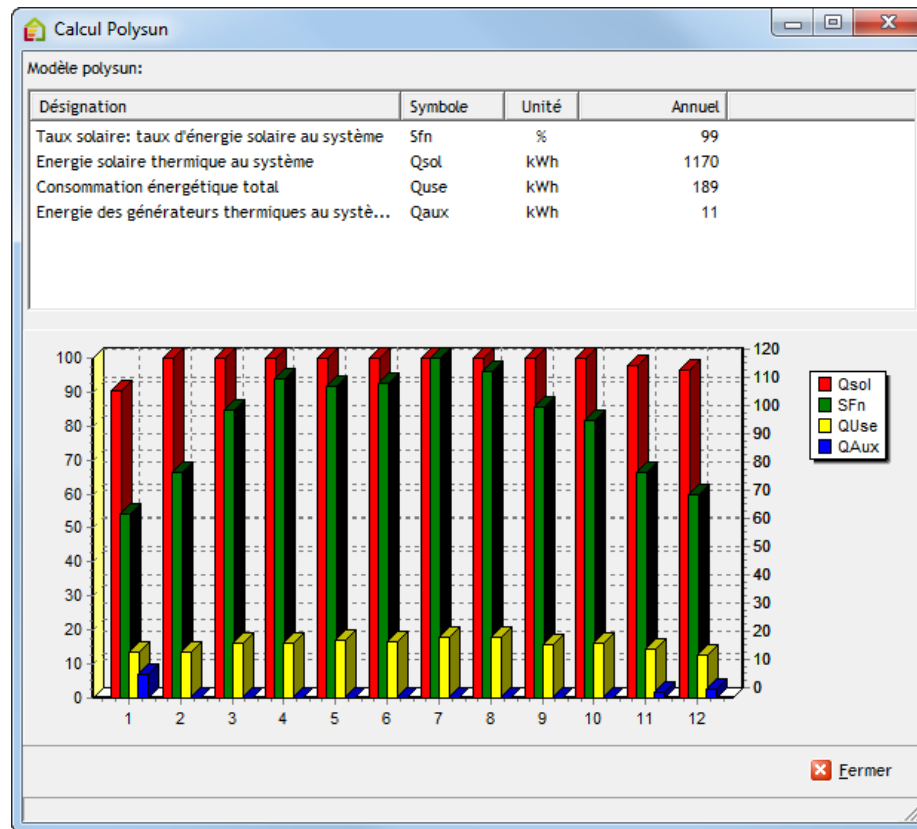 Calcul Polysun
Modèle polysun:
Désignation Symbole Unité Annuel
Taux solaire: taux d'énergie solaire au système Sfn % 99
Energie solaire thermique au système Qsol kWh 1170
Consommation énergétique total Quse kWh 189
Energie des générateurs thermiques au systè... Qaux kWh 11
100 120
90 110
80 100
70 90
60 80
50 70
40 60
30 50
20 40
10 30
0 20
10
0
Qsol
SFn
QUse
QAux
1 2 3 4 5 6 7 8 9 10 11 12
Fermer